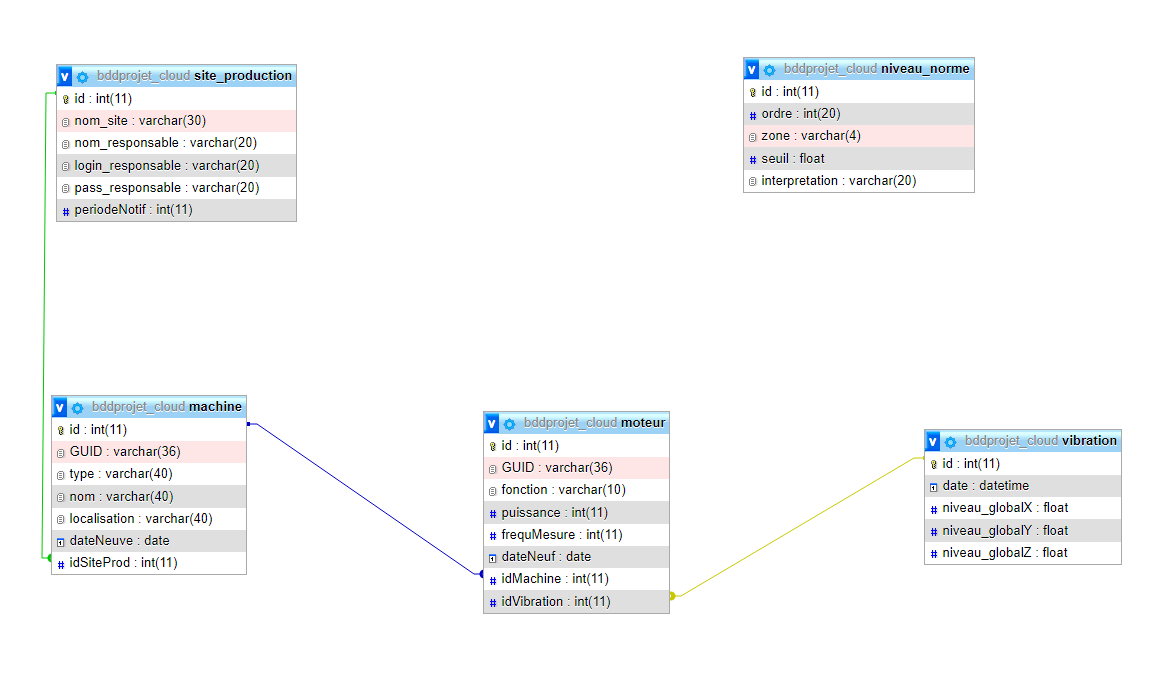 v bddprojet_cloud site_production
id : int(11)
nom_site : varchar(30)
nom_responsable : varchar(20)
login_responsable : varchar(20)
pass_responsable : varchar(20)
# periodeNotif : int(11)
v bddprojet_cloud niveau_norme
id : int(11)
# ordre : int(20)
zone : varchar(4)
# seuil : float
interpretation : varchar(20)
v bddprojet_cloud machine
id : int(11)
GUID : varchar(36)
type : varchar(40)
nom : varchar(40)
localisation : varchar(40)
dateNeuve : date
# idSiteProd : int(11)
v bddprojet_cloud moteur
id : int(11)
GUID : varchar(36)
fonction : varchar(10)
# puissance : int(11)
# frequMesure : int(11)
dateNeuf : date
# idMachine : int(11)
# idVibration : int(11)
v bddprojet_cloud vibration
id : int(11)
date : datetime
# niveau_globalX : float
# niveau_globalY : float
# niveau_globalZ : float